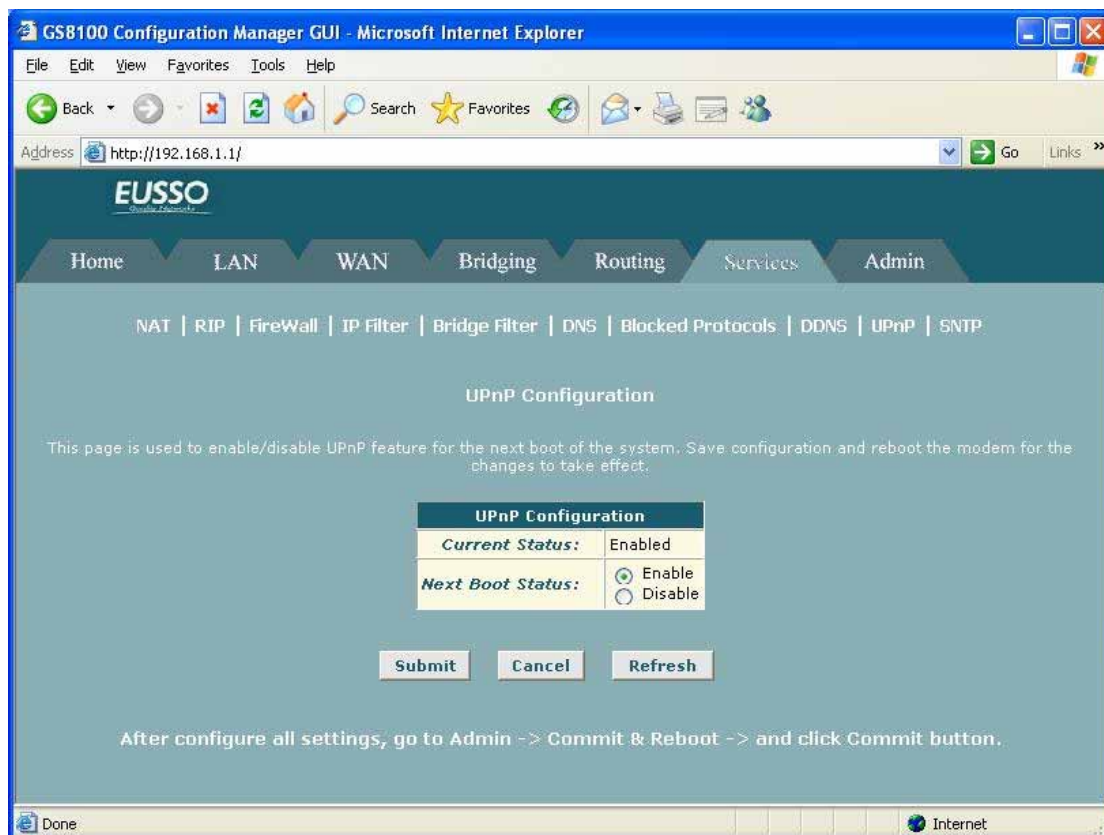 GS8100 Configuration Manager GUI - Microsoft Internet Explorer
File Edit View Favorites Tools Help
Back Search Favorites
Address http://192.168.1.1/ Go Links »
EUSSO
Home LAN WAN Bridging Routing Services Admin
NAT | RIP | FireWall | IP Filter | Bridge Filter | DNS | Blocked Protocols | DDNS | UPnP | SNTP
UPnP Configuration
This page is used to enable/disable UPnP feature for the next boot of the system. Save configuration and reboot the modem for the
changes to take effect.
UPnP Configuration
Current Status: Enabled
Next Boot Status: Enable
Disable
Submit Cancel Refresh
After configure all settings, go to Admin -> Commit & Reboot -> and click Commit button.
Done Internet